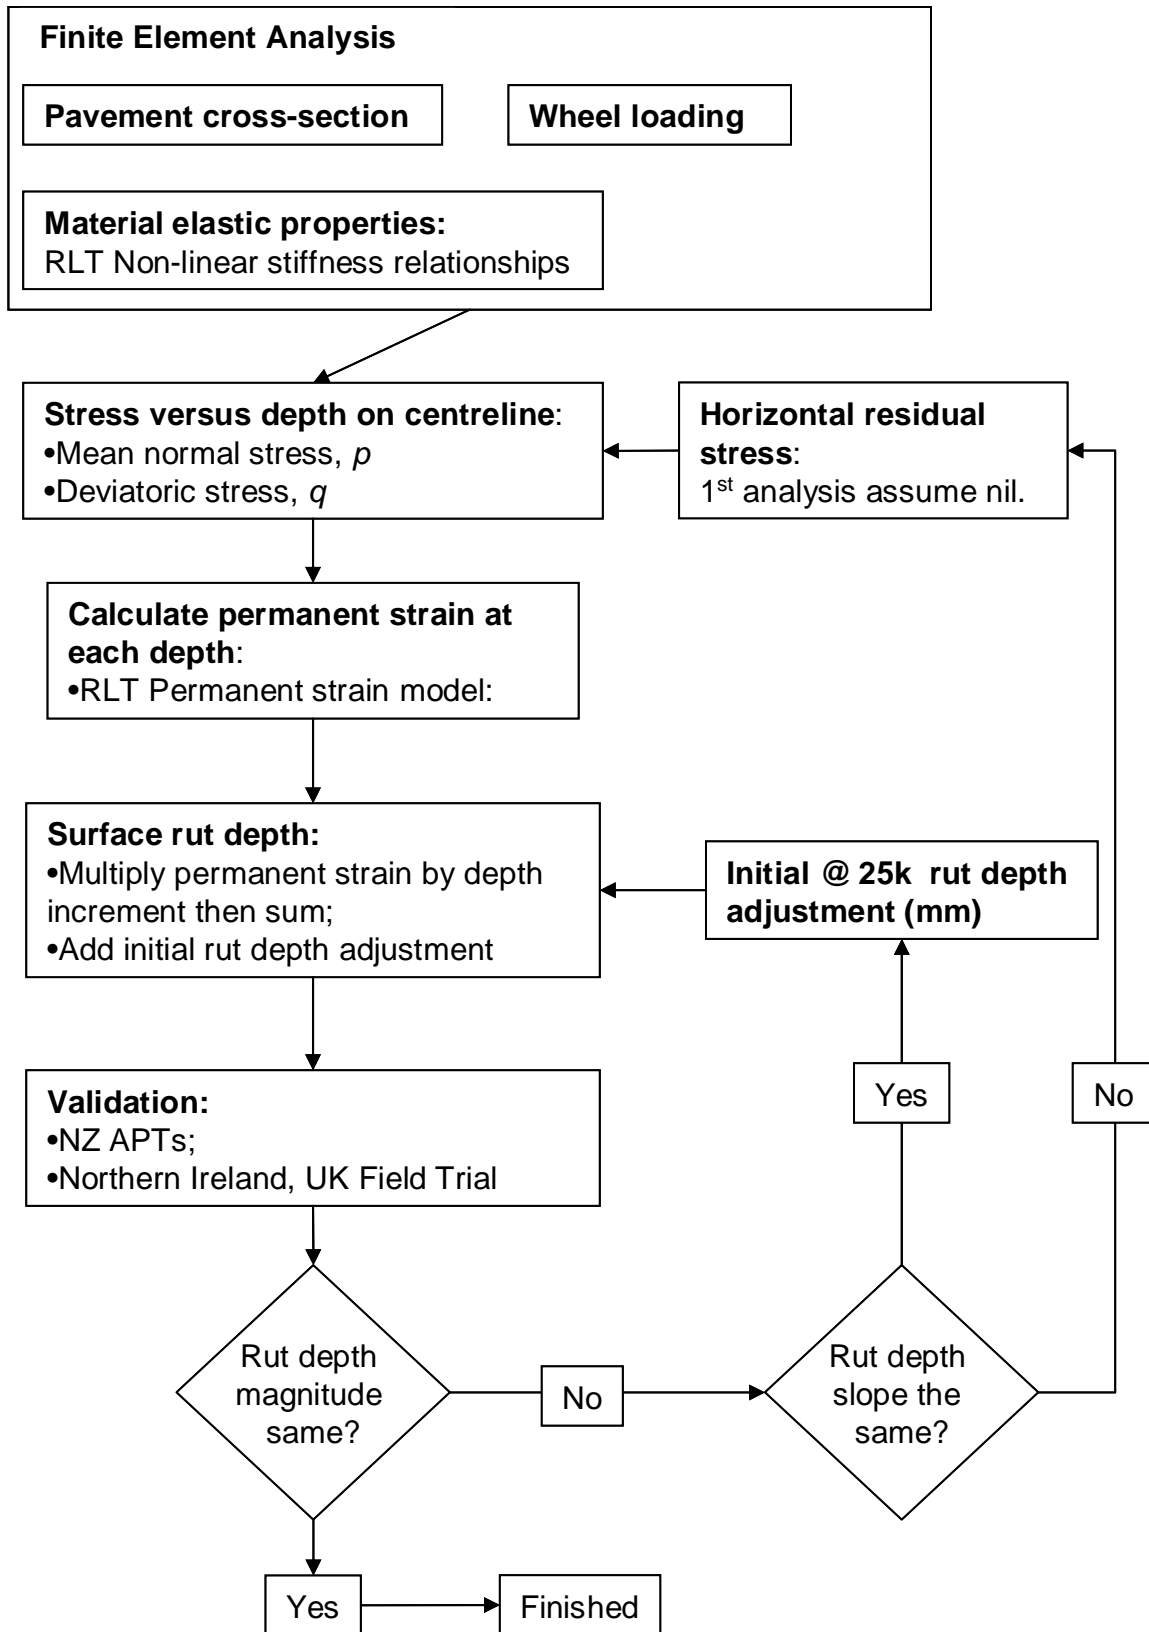 Finite Element Analysis
Pavement cross-section
Wheel loading
Material elastic properties:
RLT Non-linear stiffness relationships
Stress versus depth on centreline:
•Mean normal stress, p
•Deviatoric stress, q
Horizontal residual
stress:
1st analysis assume nil.
Calculate permanent strain at
each depth:
•RLT Permanent strain model:
Surface rut depth:
•Multiply permanent strain by depth
increment then sum;
•Add initial rut depth adjustment
Initial @ 25k rut depth
adjustment (mm)
Yes
No
Validation:
•NZ APTs;
•Northern Ireland, UK Field Trial
Rut depth
magnitude
same?
No
Rut depth
slope the
same?
Yes
Finished